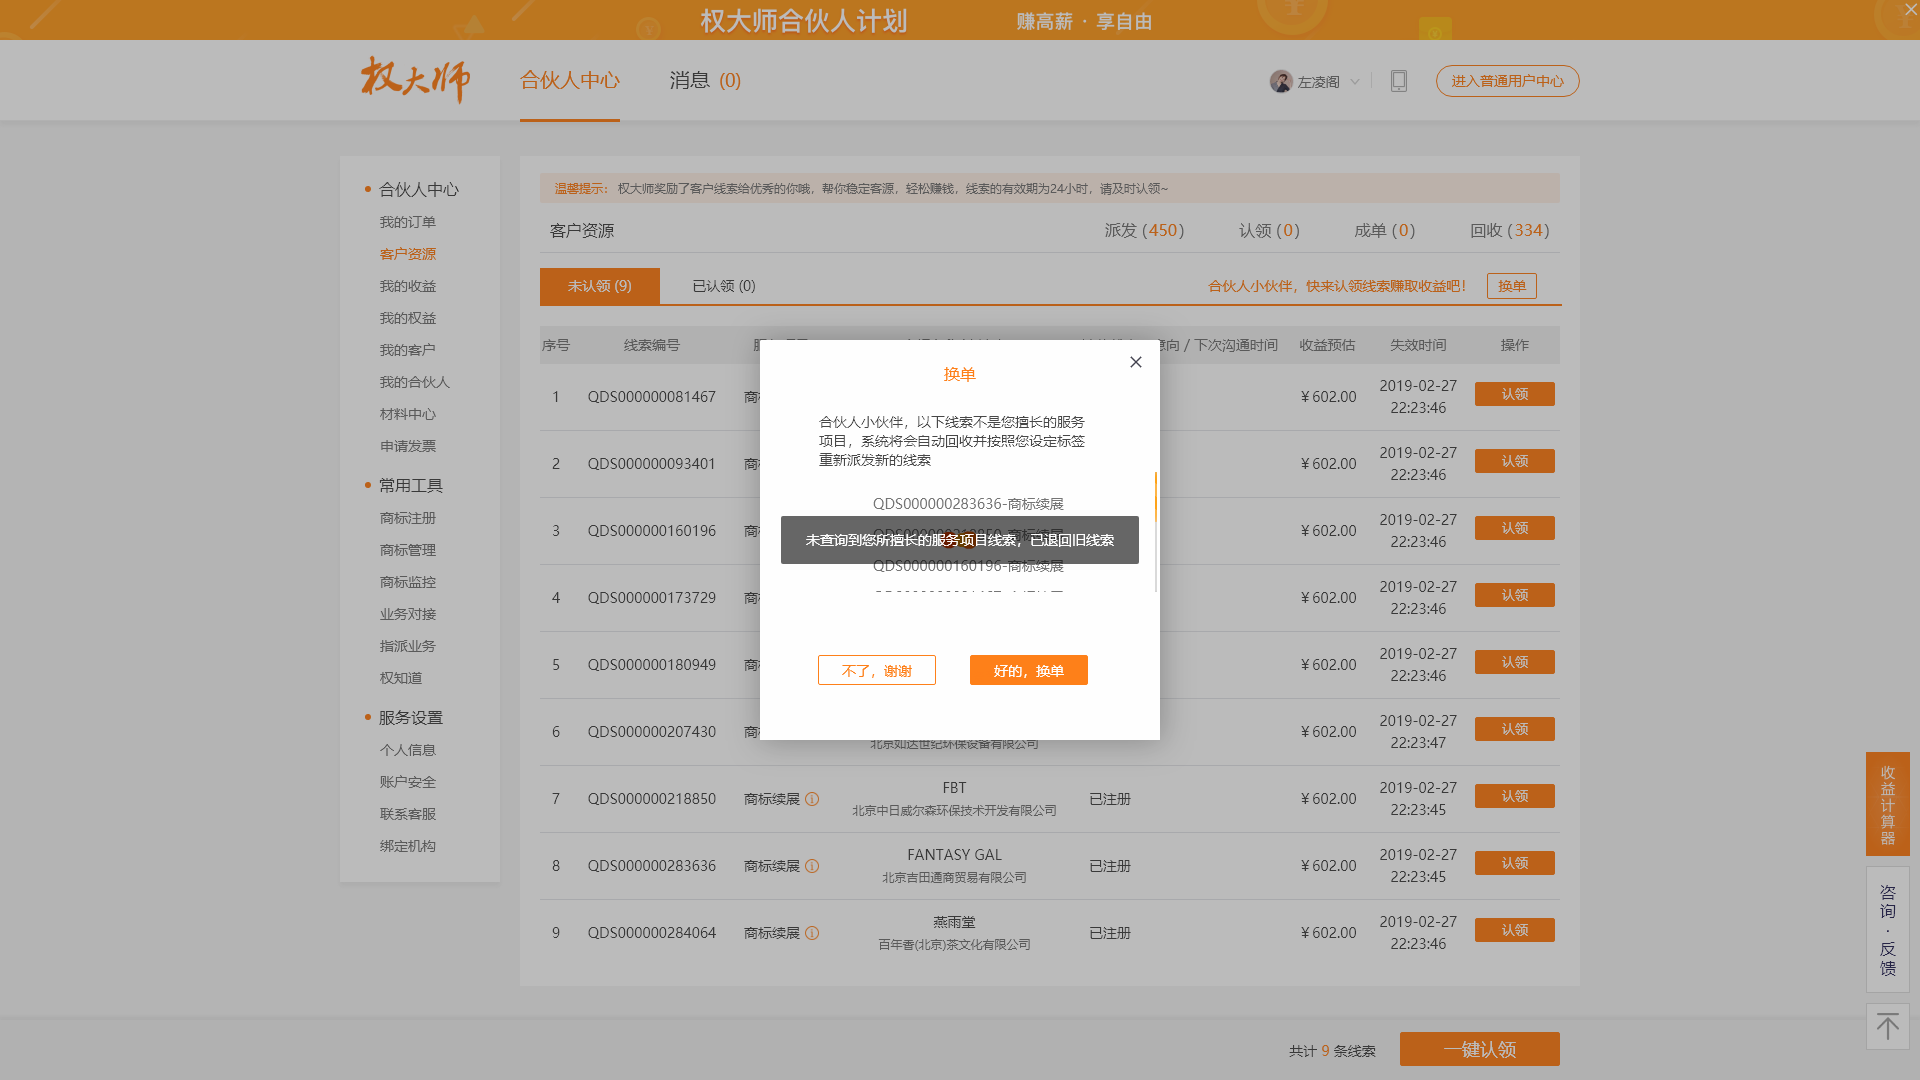 权大师合伙人计划 赚高薪 · 享自由
权大师 合伙人中心 消息 (0) 左凌阁 进入普通用户中心
合伙人中心
我的订单
客户资源
我的收益
我的权益
我的客户
我的合伙人
材料中心
申请发票
常用工具
商标注册
商标管理
商标监控
业务对接
指派业务
权知道
服务设置
个人信息
账户安全
联系客服
绑定机构
温馨提示： 权大师奖励了客户线索给优秀的你哦，帮你稳定客源，轻松赚钱，线索的有效期为24小时，请及时认领~
客户资源 派发 (450) 认领 (0) 成单 (0) 回收 (334)
未认领 (9) 已认领 (0) 合伙人小伙伴，快来认领线索赚取收益吧！ 换单
序号 线索编号 意向 / 下次沟通时间 收益预估 失效时间 操作
1 QDS000000081467 商 ¥ 602.00 2019-02-27 22:23:46 认领
2 QDS000000093401 商 ¥ 602.00 2019-02-27 22:23:46 认领
3 QDS000000160196 商 ¥ 602.00 2019-02-27 22:23:46 认领
4 QDS000000173729 商 ¥ 602.00 2019-02-27 22:23:46 认领
5 QDS000000180949 商 ¥ 602.00 2019-02-27 22:23:46 认领
6 QDS000000207430 商 北京如达世纪环保设备有限公司 ¥ 602.00 2019-02-27 22:23:47 认领
7 QDS000000218850 商标续展 FBT 北京中日威尔森环保技术开发有限公司 已注册 ¥ 602.00 2019-02-27 22:23:45 认领
8 QDS000000283636 商标续展 FANTASY GAL 北京吉田通商贸易有限公司 已注册 ¥ 602.00 2019-02-27 22:23:45 认领
9 QDS000000284064 商标续展 燕雨堂 百年香(北京)茶文化有限公司 已注册 ¥ 602.00 2019-02-27 22:23:46 认领
换单
合伙人小伙伴，以下线索不是您擅长的服务
项目，系统将会自动回收并按照您设定标签
重新派发新的线索
QDS000000283636-商标续展
QDS000000218850-商标续展
未查询到您所擅长的服务项目线索，已退回旧线索
QDS000000160196-商标续展
不了，谢谢 好的，换单
共计 9 条线索 一键认领
收益计算器
咨询·反馈